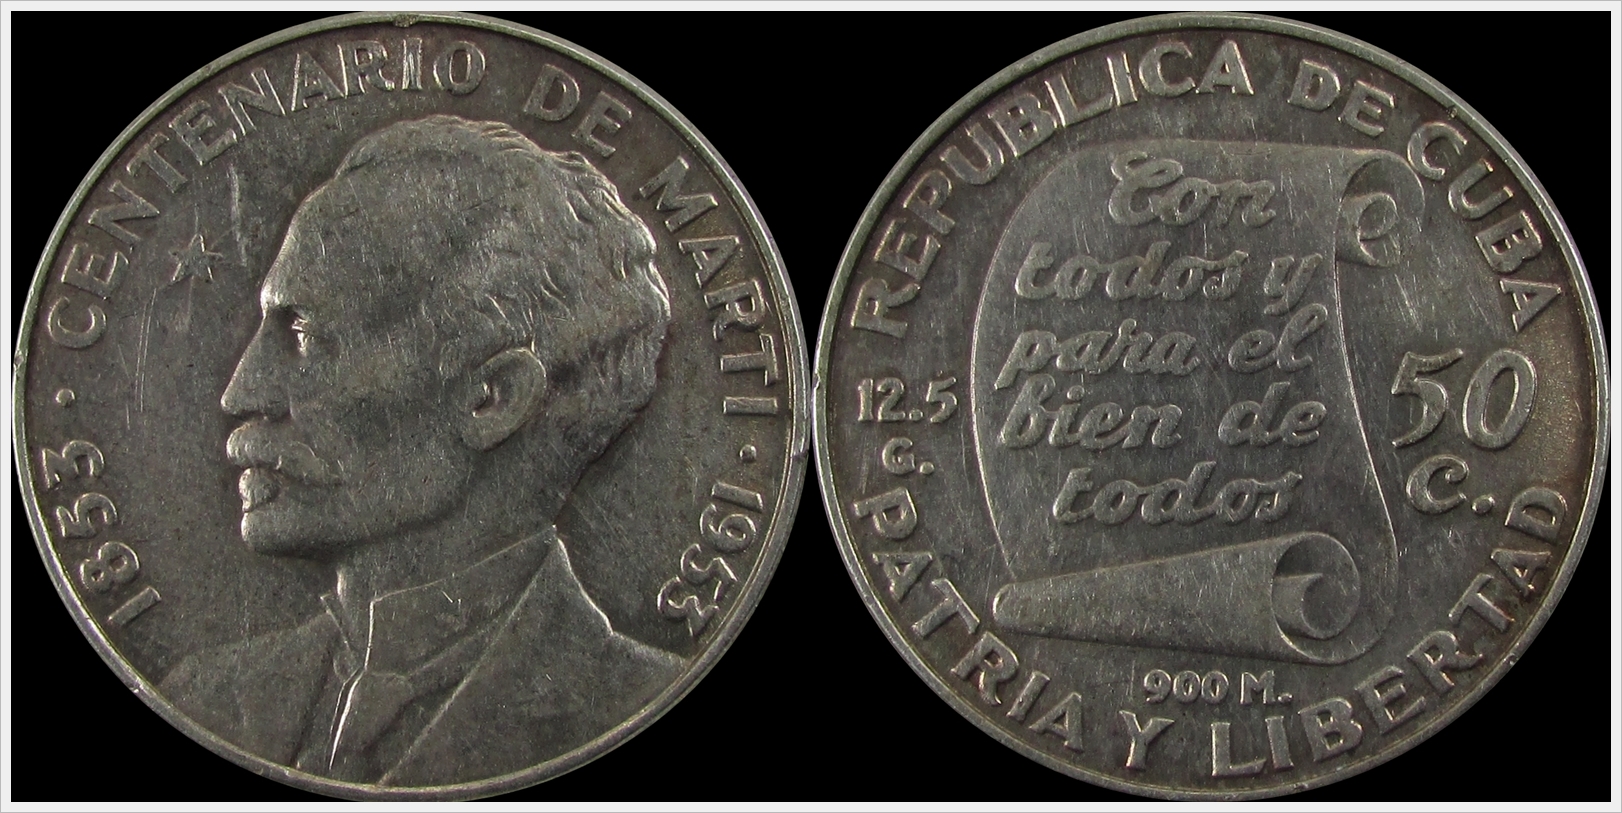 1853 · CENTENARIO DE MARTI · 1953
REPUBLICA DE CUBA
Con
todos y
para el
bien de
todos
12.5
G.
50
C.
900 M.
PATRIA Y LIBERTAD